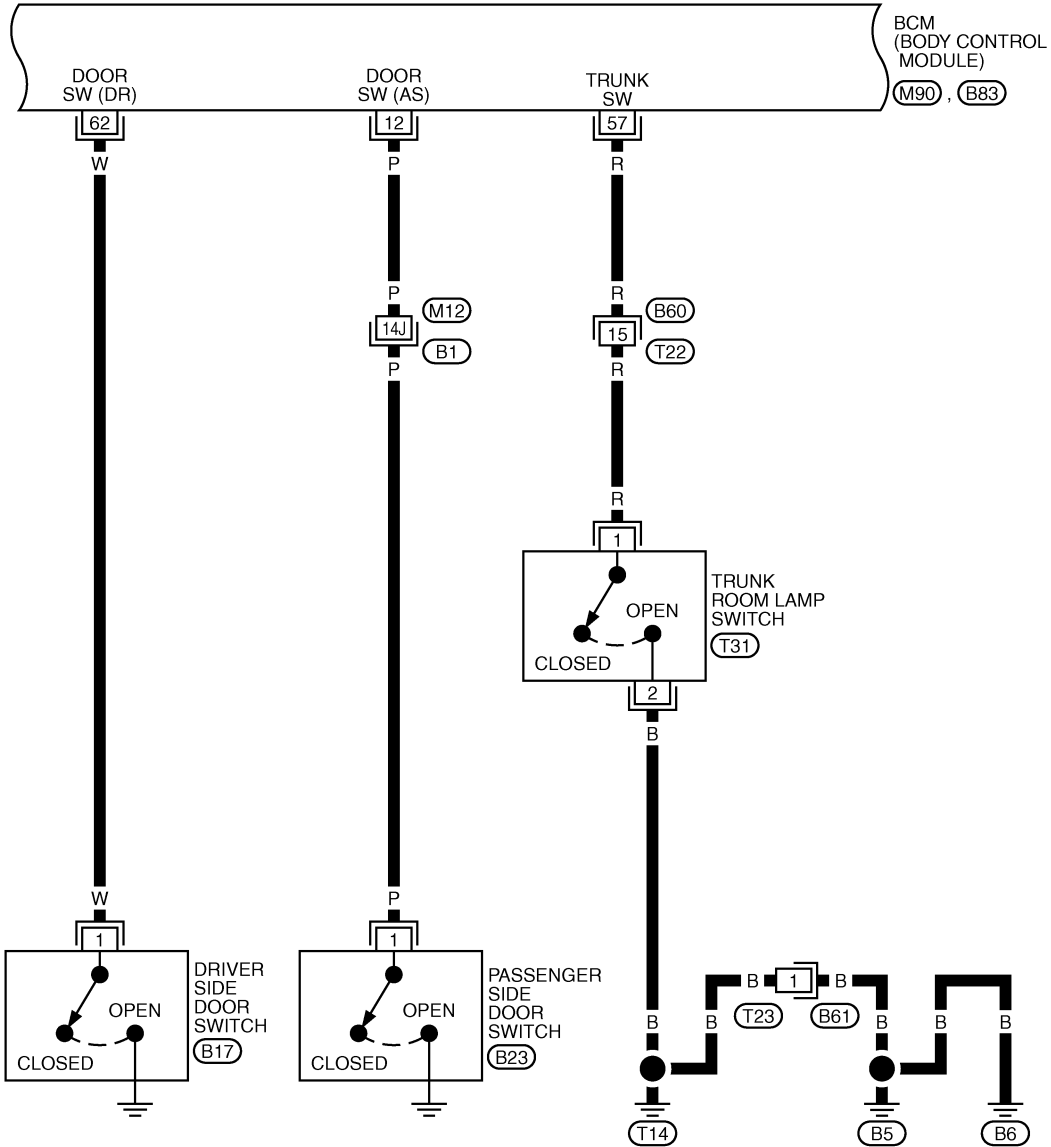 BCM
(BODY CONTROL
MODULE)
M90 , B83
DOOR
SW (DR)
DOOR
SW (AS)
TRUNK
SW
62
12
57
W
P
R
P
R
M12
B60
14J
15
B1
T22
P
R
R
1
TRUNK
ROOM LAMP
SWITCH
T31
OPEN
CLOSED
2
B
W
P
1
1
DRIVER
SIDE
DOOR
SWITCH
B17
OPEN
CLOSED
PASSENGER
SIDE
DOOR
SWITCH
B23
OPEN
CLOSED
B
1
B
T23
B61
B
B
B
B
B
T14
B5
B6